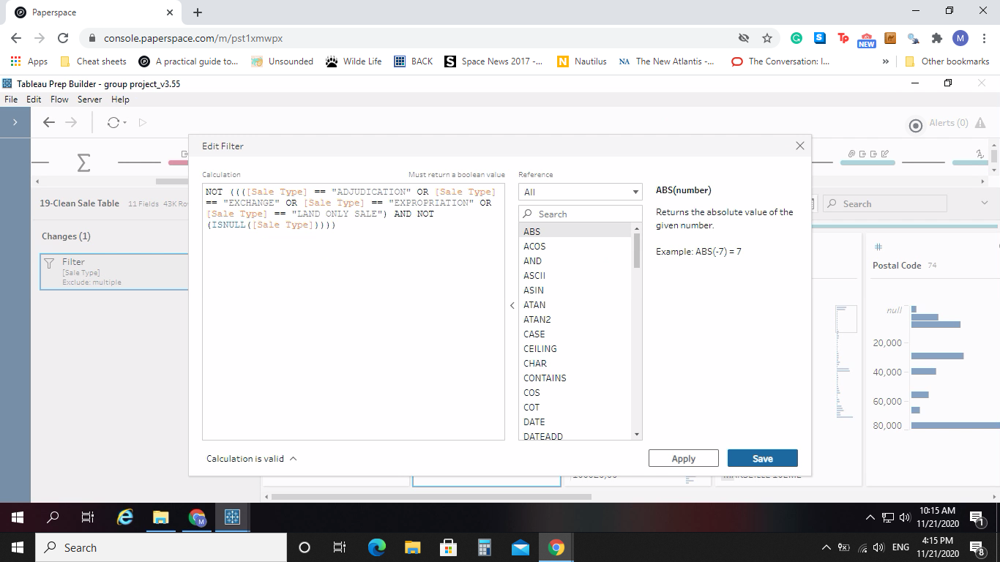 Paperspace
console.paperspace.com/m/pst1xmwpx
NEW
M
Apps Cheat sheets A practical guide to... Unsounded Wilde Life BACK Space News 2017 -... Nautilus NA The New Atlantis -... The Conversation: I... » Other bookmarks
Tableau Prep Builder - group project_v3.55
File Edit Flow Server Help
Alerts (0)
Edit Filter
Calculation Must return a boolean value Reference
NOT ((([Sale Type] == "ADJUDICATION" OR [Sale Type]
== "EXCHANGE" OR [Sale Type] == "EXPROPRIATION" OR
[Sale Type] == "LAND ONLY SALE") AND NOT
(ISNULL([Sale Type]))))
All
Search
ABS
ACOS
AND
ASCII
ASIN
ATAN
ATAN2
CASE
CEILING
CHAR
CONTAINS
COS
COT
DATE
DATEADD
ABS(number)
Returns the absolute value of the
given number.
Example: ABS(-7) = 7
Calculation is valid
Apply
Save
19-Clean Sale Table 11 Fields 43K Ro
Search
Changes (1)
Filter
[Sale Type]
Exclude: multiple
#
Postal Code 74
null
20,000
40,000
60,000
80,000
10:15 AM
11/21/2020
1
Search
ENG
4:15 PM
11/21/2020
8